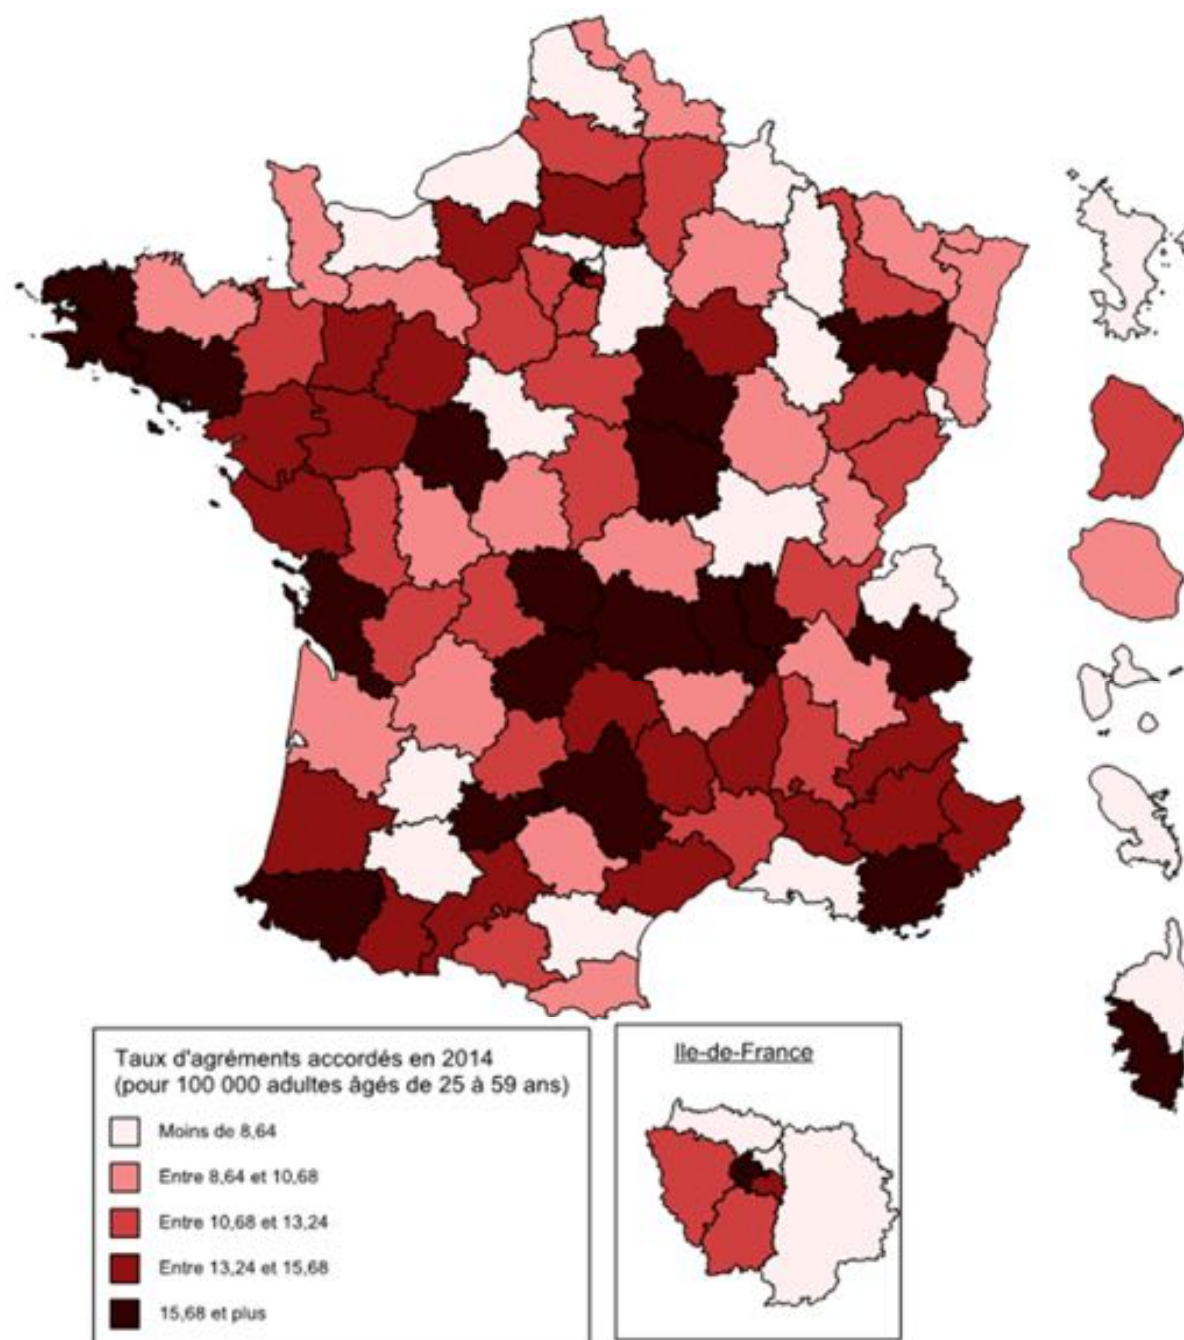 Taux d'agréments accordés en 2014
(pour 100 000 adultes âgés de 25 à 59 ans)
Moins de 8,64
Entre 8,64 et 10,68
Entre 10,68 et 13,24
Entre 13,24 et 15,68
15,68 et plus
Ile-de-France